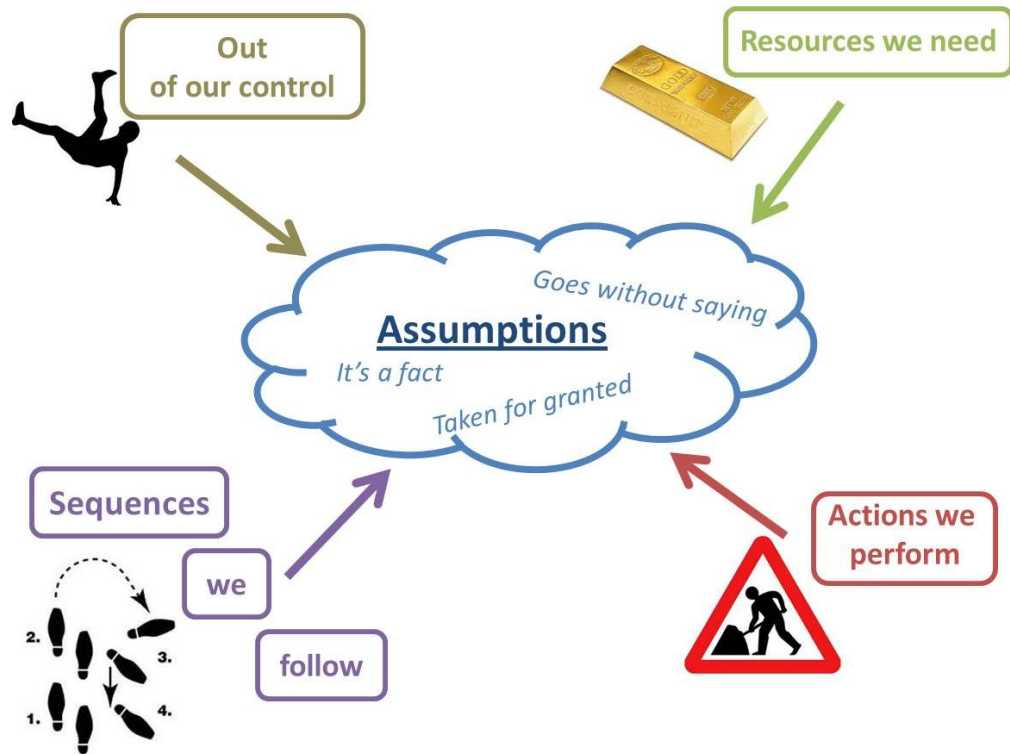 Out
of our control
Resources we need
GOLD
Goes without saying
Assumptions
It's a fact
Taken for granted
Sequences
we
follow
2.
3.
1.
4.
Actions we
perform